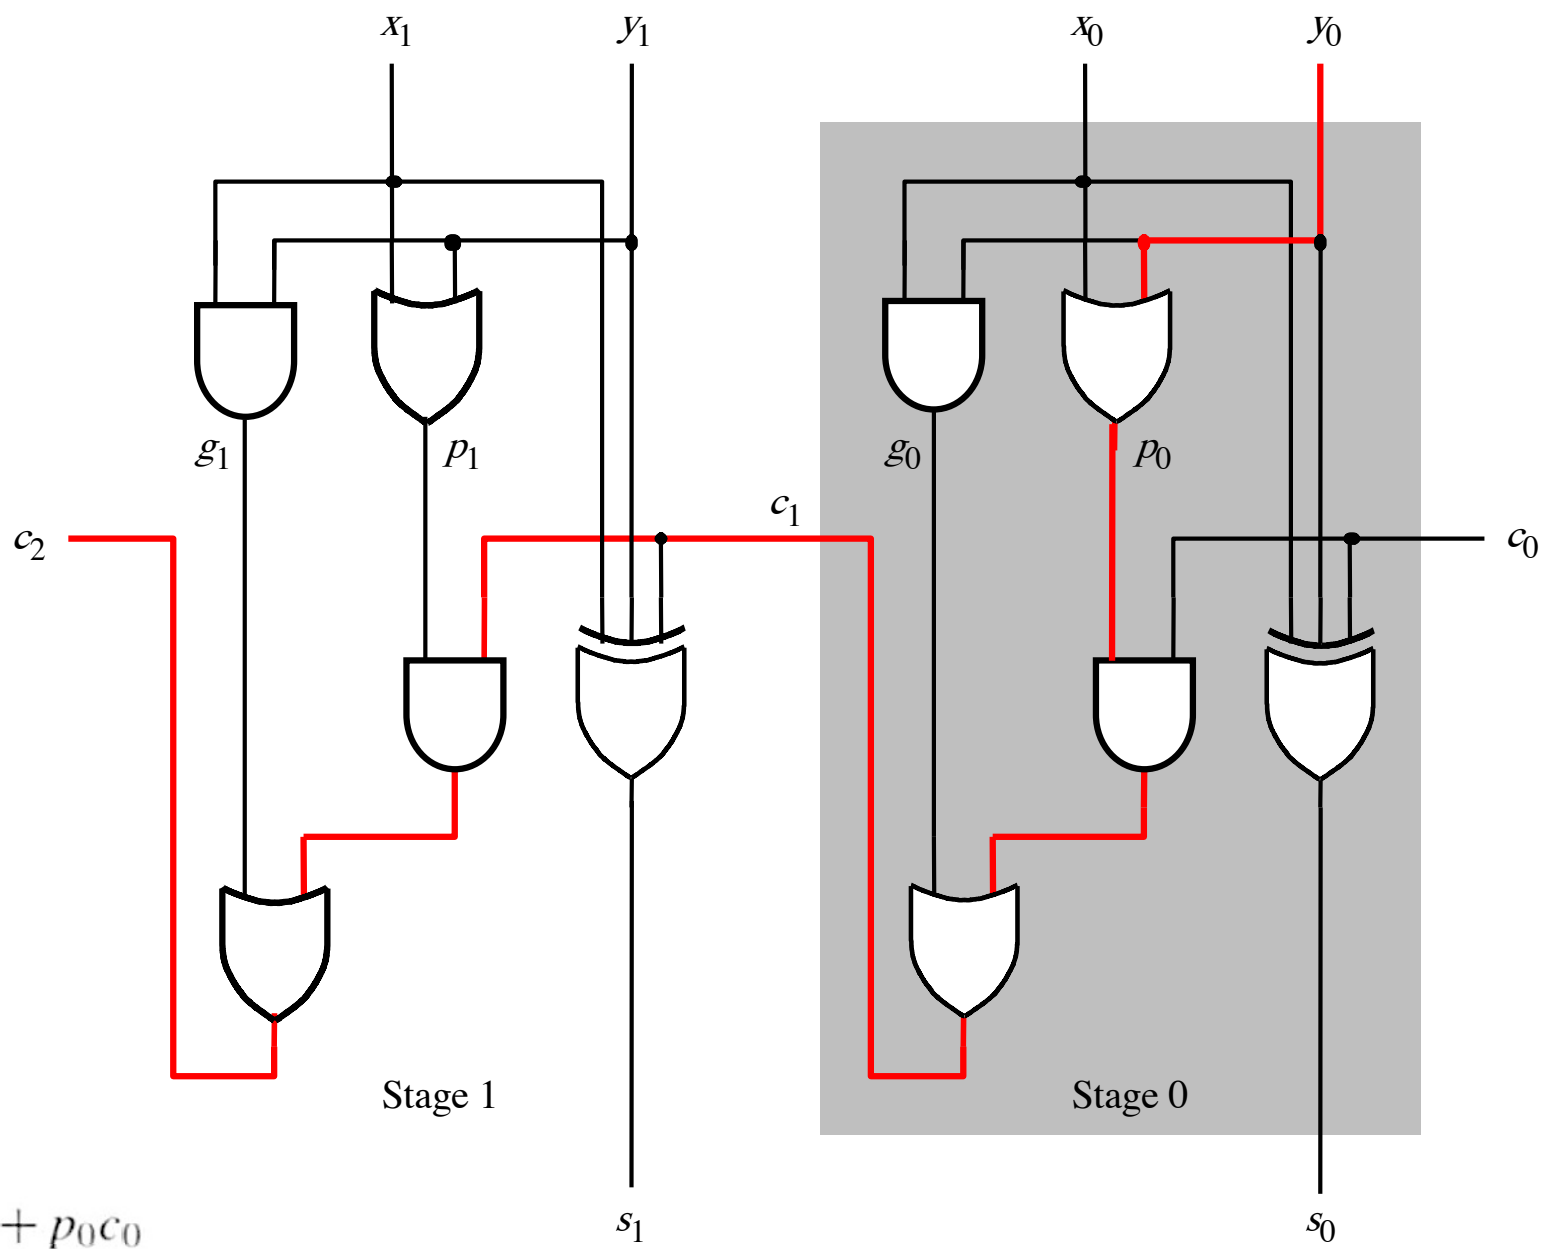 x₁ y₁ x₀ y₀
g₁ p₁ g₀ p₀
c₂ c₁ c₀
Stage 1 Stage 0
s₁ s₀
+ p₀c₀